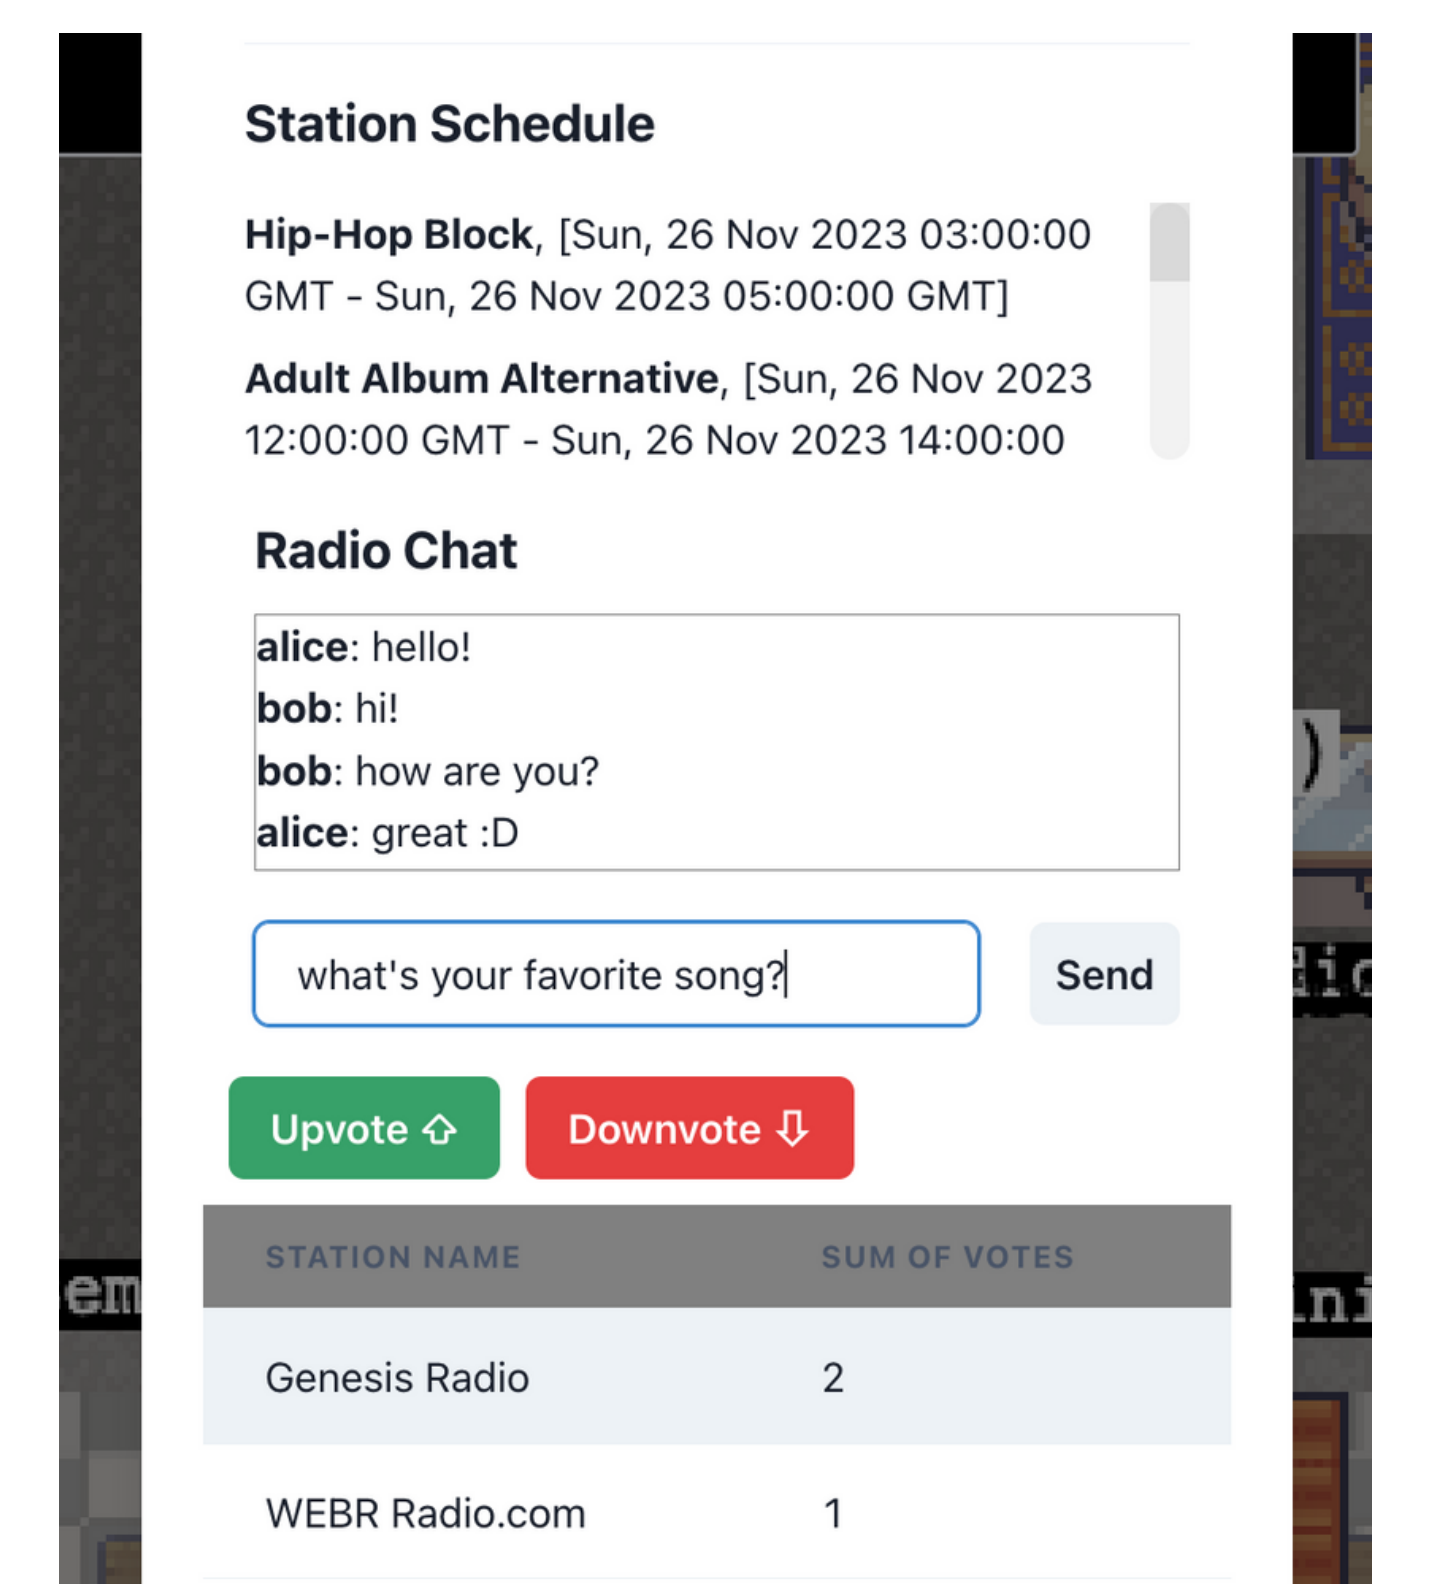 Station Schedule
Hip-Hop Block, [Sun, 26 Nov 2023 03:00:00
GMT - Sun, 26 Nov 2023 05:00:00 GMT]
Adult Album Alternative, [Sun, 26 Nov 2023
12:00:00 GMT - Sun, 26 Nov 2023 14:00:00
Radio Chat
alice: hello!
bob: hi!
bob: how are you?
alice: great :D
what's your favorite song?
Send
Upvote
Downvote
STATION NAME SUM OF VOTES
Genesis Radio 2
WEBR Radio.com 1
)
em